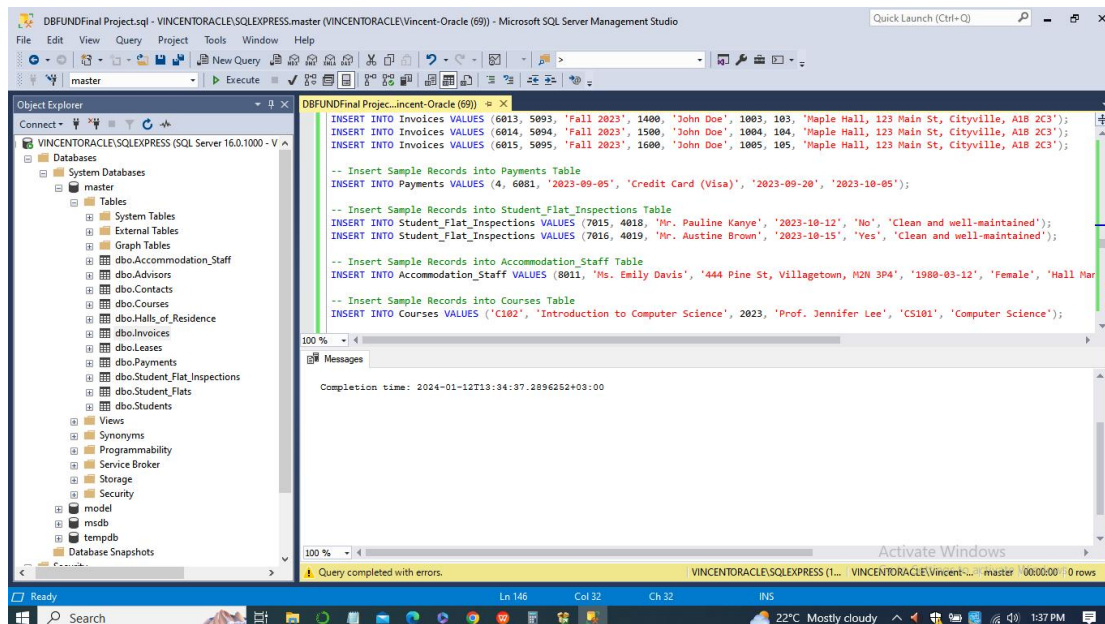 DBFUNDFinal Project.sql - VINCENTORACLE\SQLEXPRESS.master (VINCENTORACLE\Vincent-Oracle (69)) - Microsoft SQL Server Management Studio
Quick Launch (Ctrl+Q)
File Edit View Query Project Tools Window Help
New Query
master
Execute
Object Explorer
Connect
VINCENTORACLE\SQLEXPRESS (SQL Server 16.0.1000 - V
Databases
System Databases
master
Tables
System Tables
External Tables
Graph Tables
dbo.Accommodation_Staff
dbo.Advisors
dbo.Contacts
dbo.Courses
dbo.Halls_of_Residence
dbo.Invoices
dbo.Leases
dbo.Payments
dbo.Student_Flat_Inspections
dbo.Student_Flats
dbo.Students
Views
Synonyms
Programmability
Service Broker
Storage
Security
model
msdb
tempdb
Database Snapshots
DBFUNDFinal Projec...incent-Oracle (69))
INSERT INTO Invoices VALUES (6013, 5093, 'Fall 2023', 1400, 'John Doe', 1003, 103, 'Maple Hall, 123 Main St, Cityville, A1B 2C3');
INSERT INTO Invoices VALUES (6014, 5094, 'Fall 2023', 1500, 'John Doe', 1004, 104, 'Maple Hall, 123 Main St, Cityville, A1B 2C3');
INSERT INTO Invoices VALUES (6015, 5095, 'Fall 2023', 1600, 'John Doe', 1005, 105, 'Maple Hall, 123 Main St, Cityville, A1B 2C3');
-- Insert Sample Records into Payments Table
INSERT INTO Payments VALUES (4, 6081, '2023-09-05', 'Credit Card (Visa)', '2023-09-20', '2023-10-05');
-- Insert Sample Records into Student_Flat_Inspections Table
INSERT INTO Student_Flat_Inspections VALUES (7015, 4018, 'Mr. Pauline Kanye', '2023-10-12', 'No', 'Clean and well-maintained');
INSERT INTO Student_Flat_Inspections VALUES (7016, 4019, 'Mr. Austine Brown', '2023-10-15', 'Yes', 'Clean and well-maintained');
-- Insert Sample Records into Accommodation_Staff Table
INSERT INTO Accommodation_Staff VALUES (8011, 'Ms. Emily Davis', '444 Pine St, Villagetown, M2N 3P4', '1980-03-12', 'Female', 'Hall Mar
-- Insert Sample Records into Courses Table
INSERT INTO Courses VALUES ('C102', 'Introduction to Computer Science', 2023, 'Prof. Jennifer Lee', 'CS101', 'Computer Science');
100 %
Messages
Completion time: 2024-01-12T13:34:37.2896252+03:00
100 %
Activate Windows
Query completed with errors.
VINCENTORACLE\SQLEXPRESS (1... VINCENTORACLE\Vincent-... master 00:00:00 0 rows
Ready
Ln 146 Col 32 Ch 32 INS
Search
22°C Mostly cloudy
1:37 PM